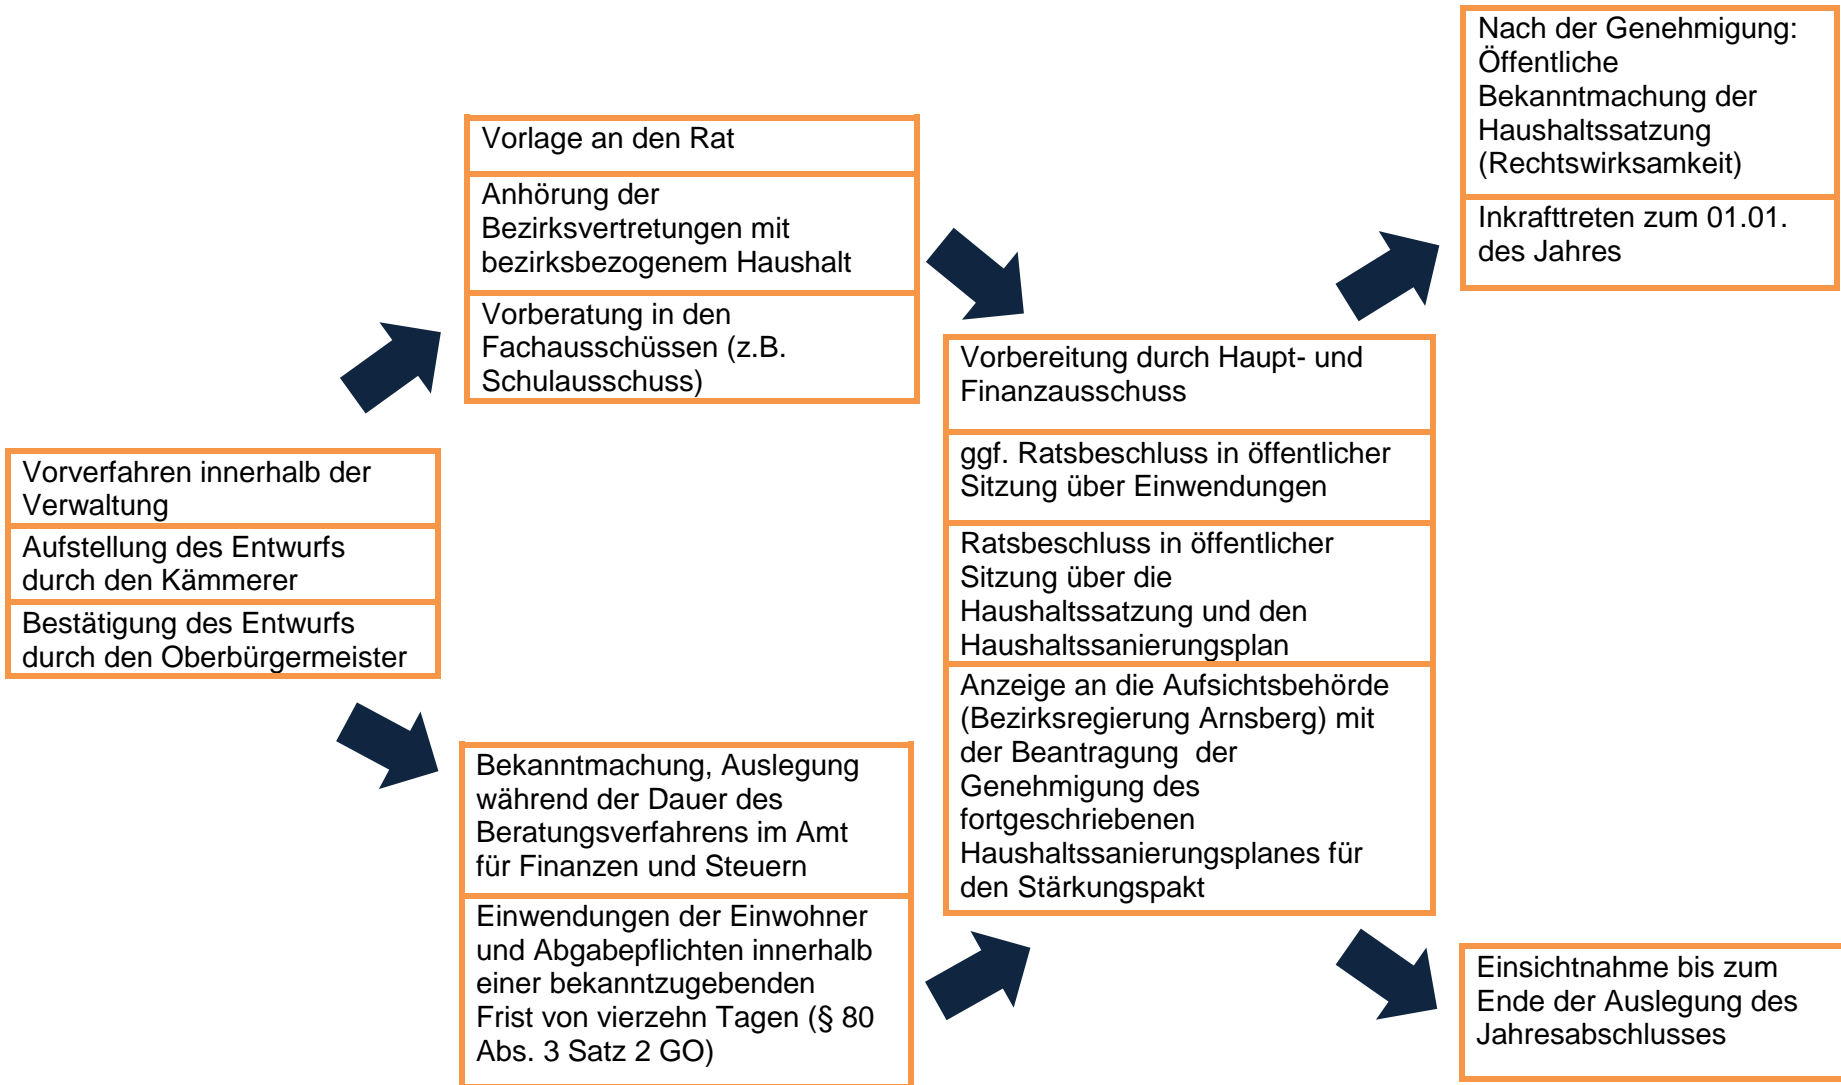 Vorverfahren innerhalb der
Verwaltung
Aufstellung des Entwurfs
durch den Kämmerer
Bestätigung des Entwurfs
durch den Oberbürgermeister
Vorlage an den Rat
Anhörung der
Bezirksvertretungen mit
bezirksbezogenem Haushalt
Vorberatung in den
Fachausschüssen (z.B.
Schulausschuss)
Bekanntmachung, Auslegung
während der Dauer des
Beratungsverfahrens im Amt
für Finanzen und Steuern
Einwendungen der Einwohner
und Abgabepflichten innerhalb
einer bekanntzugebenden
Frist von vierzehn Tagen (§ 80
Abs. 3 Satz 2 GO)
Vorbereitung durch Haupt- und
Finanzausschuss
ggf. Ratsbeschluss in öffentlicher
Sitzung über Einwendungen
Ratsbeschluss in öffentlicher
Sitzung über die
Haushaltssatzung und den
Haushaltssanierungsplan
Anzeige an die Aufsichtsbehörde
(Bezirksregierung Arnsberg) mit
der Beantragung  der
Genehmigung des
fortgeschriebenen
Haushaltssanierungsplanes für
den Stärkungspakt
Nach der Genehmigung:
Öffentliche
Bekanntmachung der
Haushaltssatzung
(Rechtswirksamkeit)
Inkrafttreten zum 01.01.
des Jahres
Einsichtnahme bis zum
Ende der Auslegung des
Jahresabschlusses